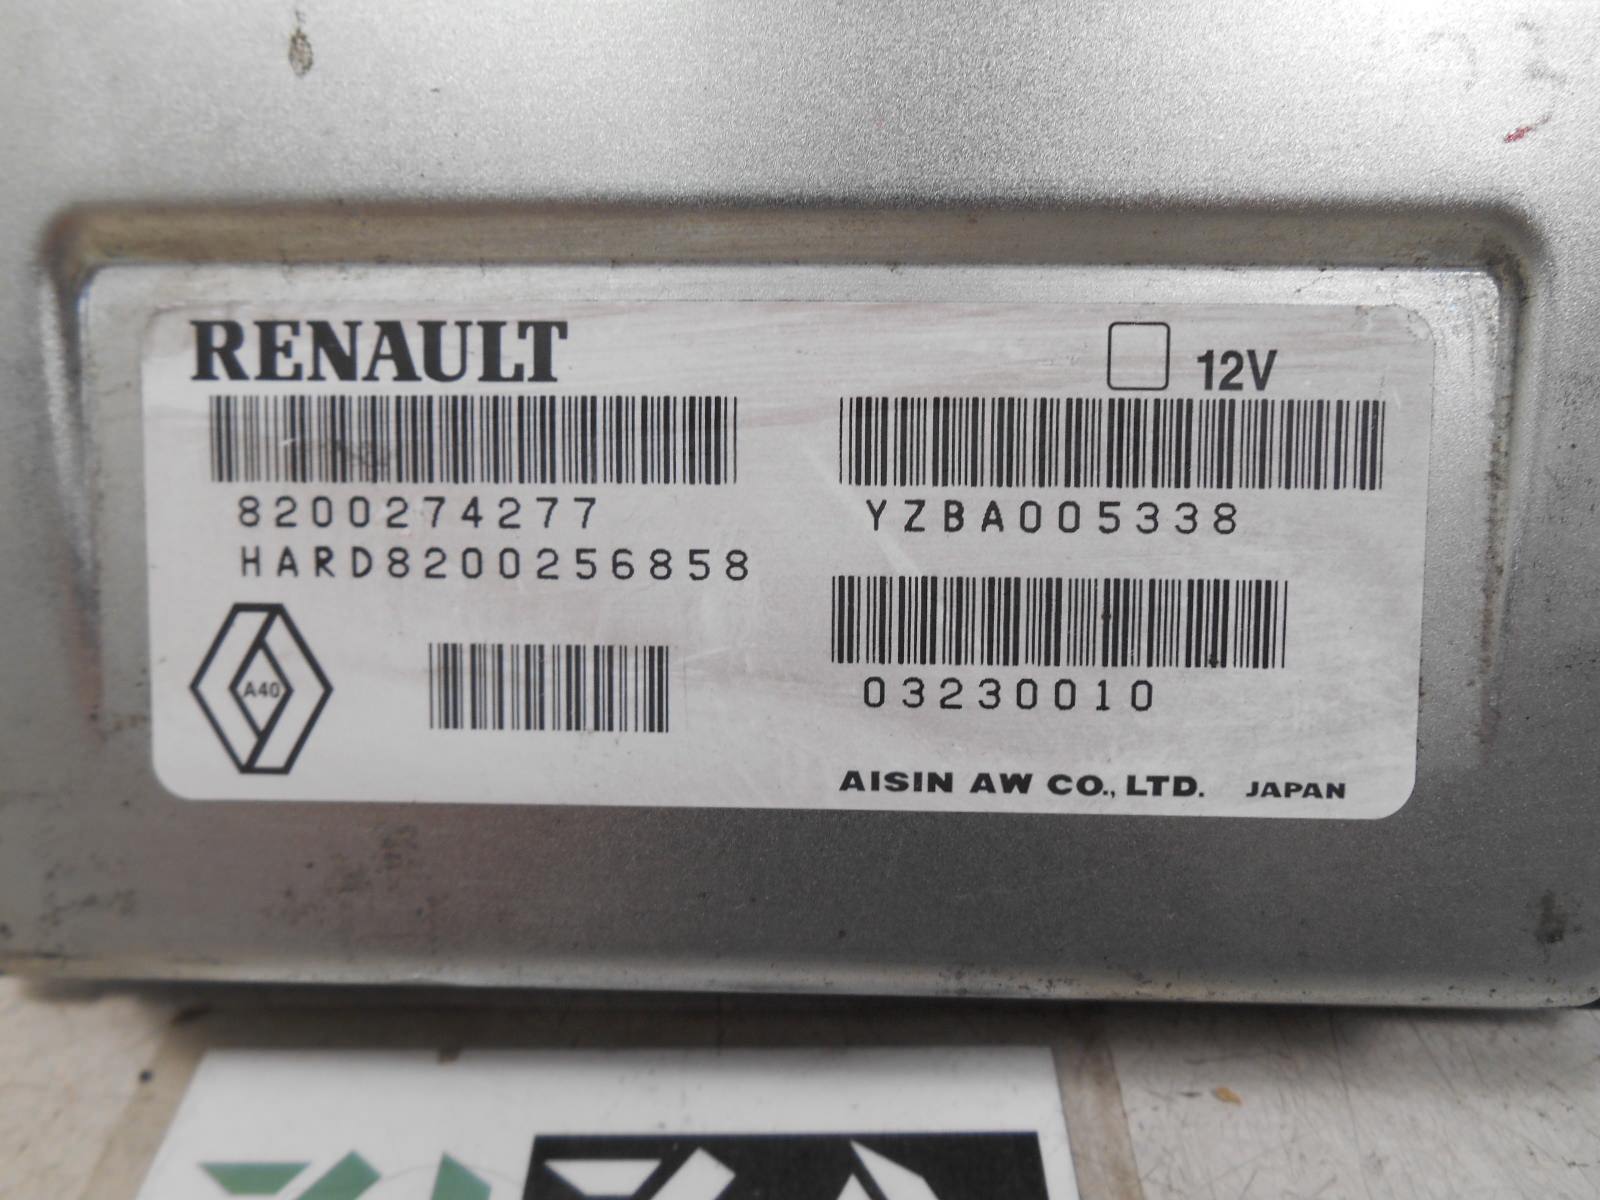 RENAULT
12V
8200274277
YZBA005338
HARD8200256858
A40
03230010
AISIN AW CO., LTD. JAPAN